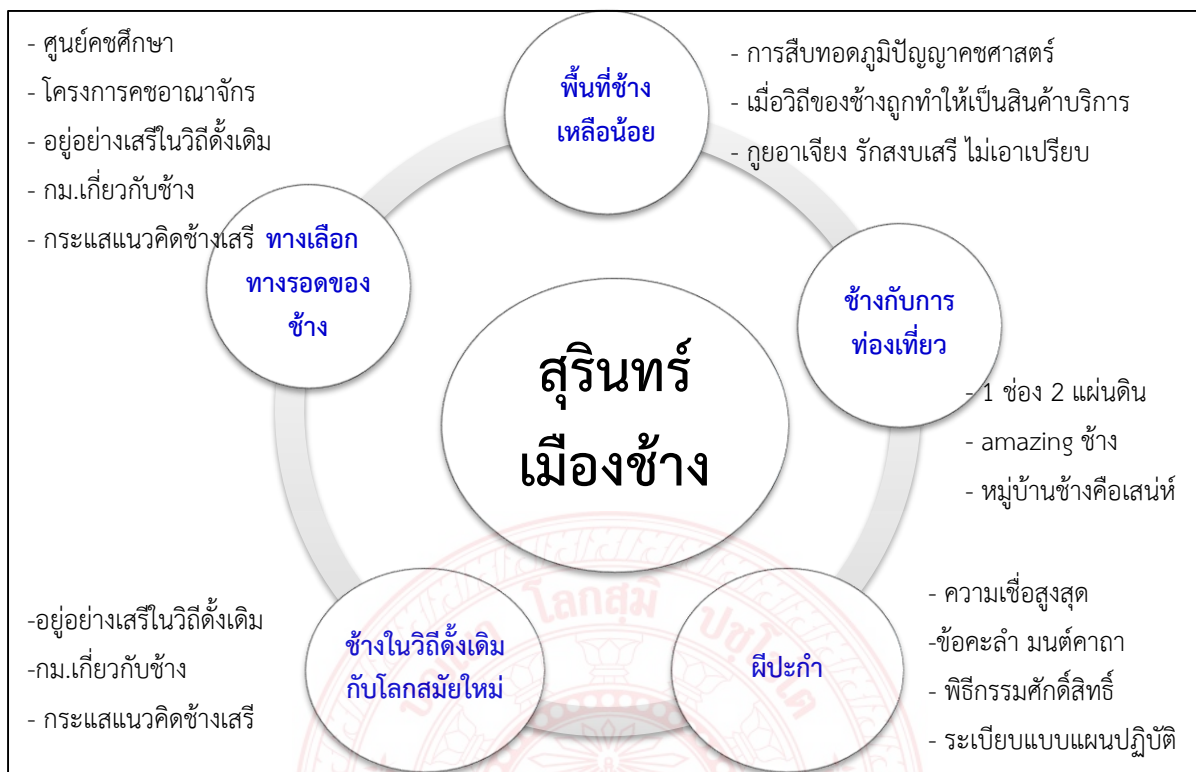 - ศูนย์คชศึกษา
- โครงการคชอาณาจักร
- อยู่อย่างเสรีในวิถีดั้งเดิม
- กม.เกี่ยวกับช้าง
- กระแสแนวคิดช้างเสรี
ทางเลือก
ทางรอดของ
ช้าง
พื้นที่ช้าง
เหลือน้อย
- การสืบทอดภูมิปัญญาคชศาสตร์
- เมื่อวิถีของช้างถูกทำให้เป็นสินค้าบริการ
- กูยอาเจียง รักสงบเสรี ไม่เอาเปรียบ
ช้างกับการ
ท่องเที่ยว
- 1 ช่อง 2 แผ่นดิน
- amazing ช้าง
- หมู่บ้านช้างคือเสน่ห์
สุรินทร์
เมืองช้าง
-อยู่อย่างเสรีในวิถีดั้งเดิม
-กม.เกี่ยวกับช้าง
- กระแสแนวคิดช้างเสรี
ช้างในวิถีดั้งเดิม
กับโลกสมัยใหม่
ผีปะกำ
- ความเชื่อสูงสุด
-ข้อคะลำ มนต์คาถา
- พิธีกรรมศักดิ์สิทธิ์
- ระเบียบแบบแผนปฏิบัติ
โลกสุมิ